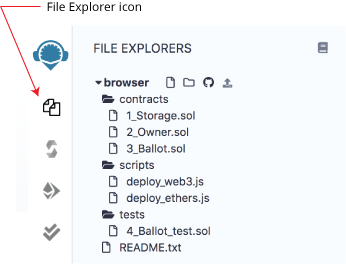 File Explorer icon
FILE EXPLORERS
browser
contracts
1_Storage.sol
2_Owner.sol
3_Ballot.sol
scripts
deploy_web3.js
deploy_ethers.js
tests
4_Ballot_test.sol
README.txt